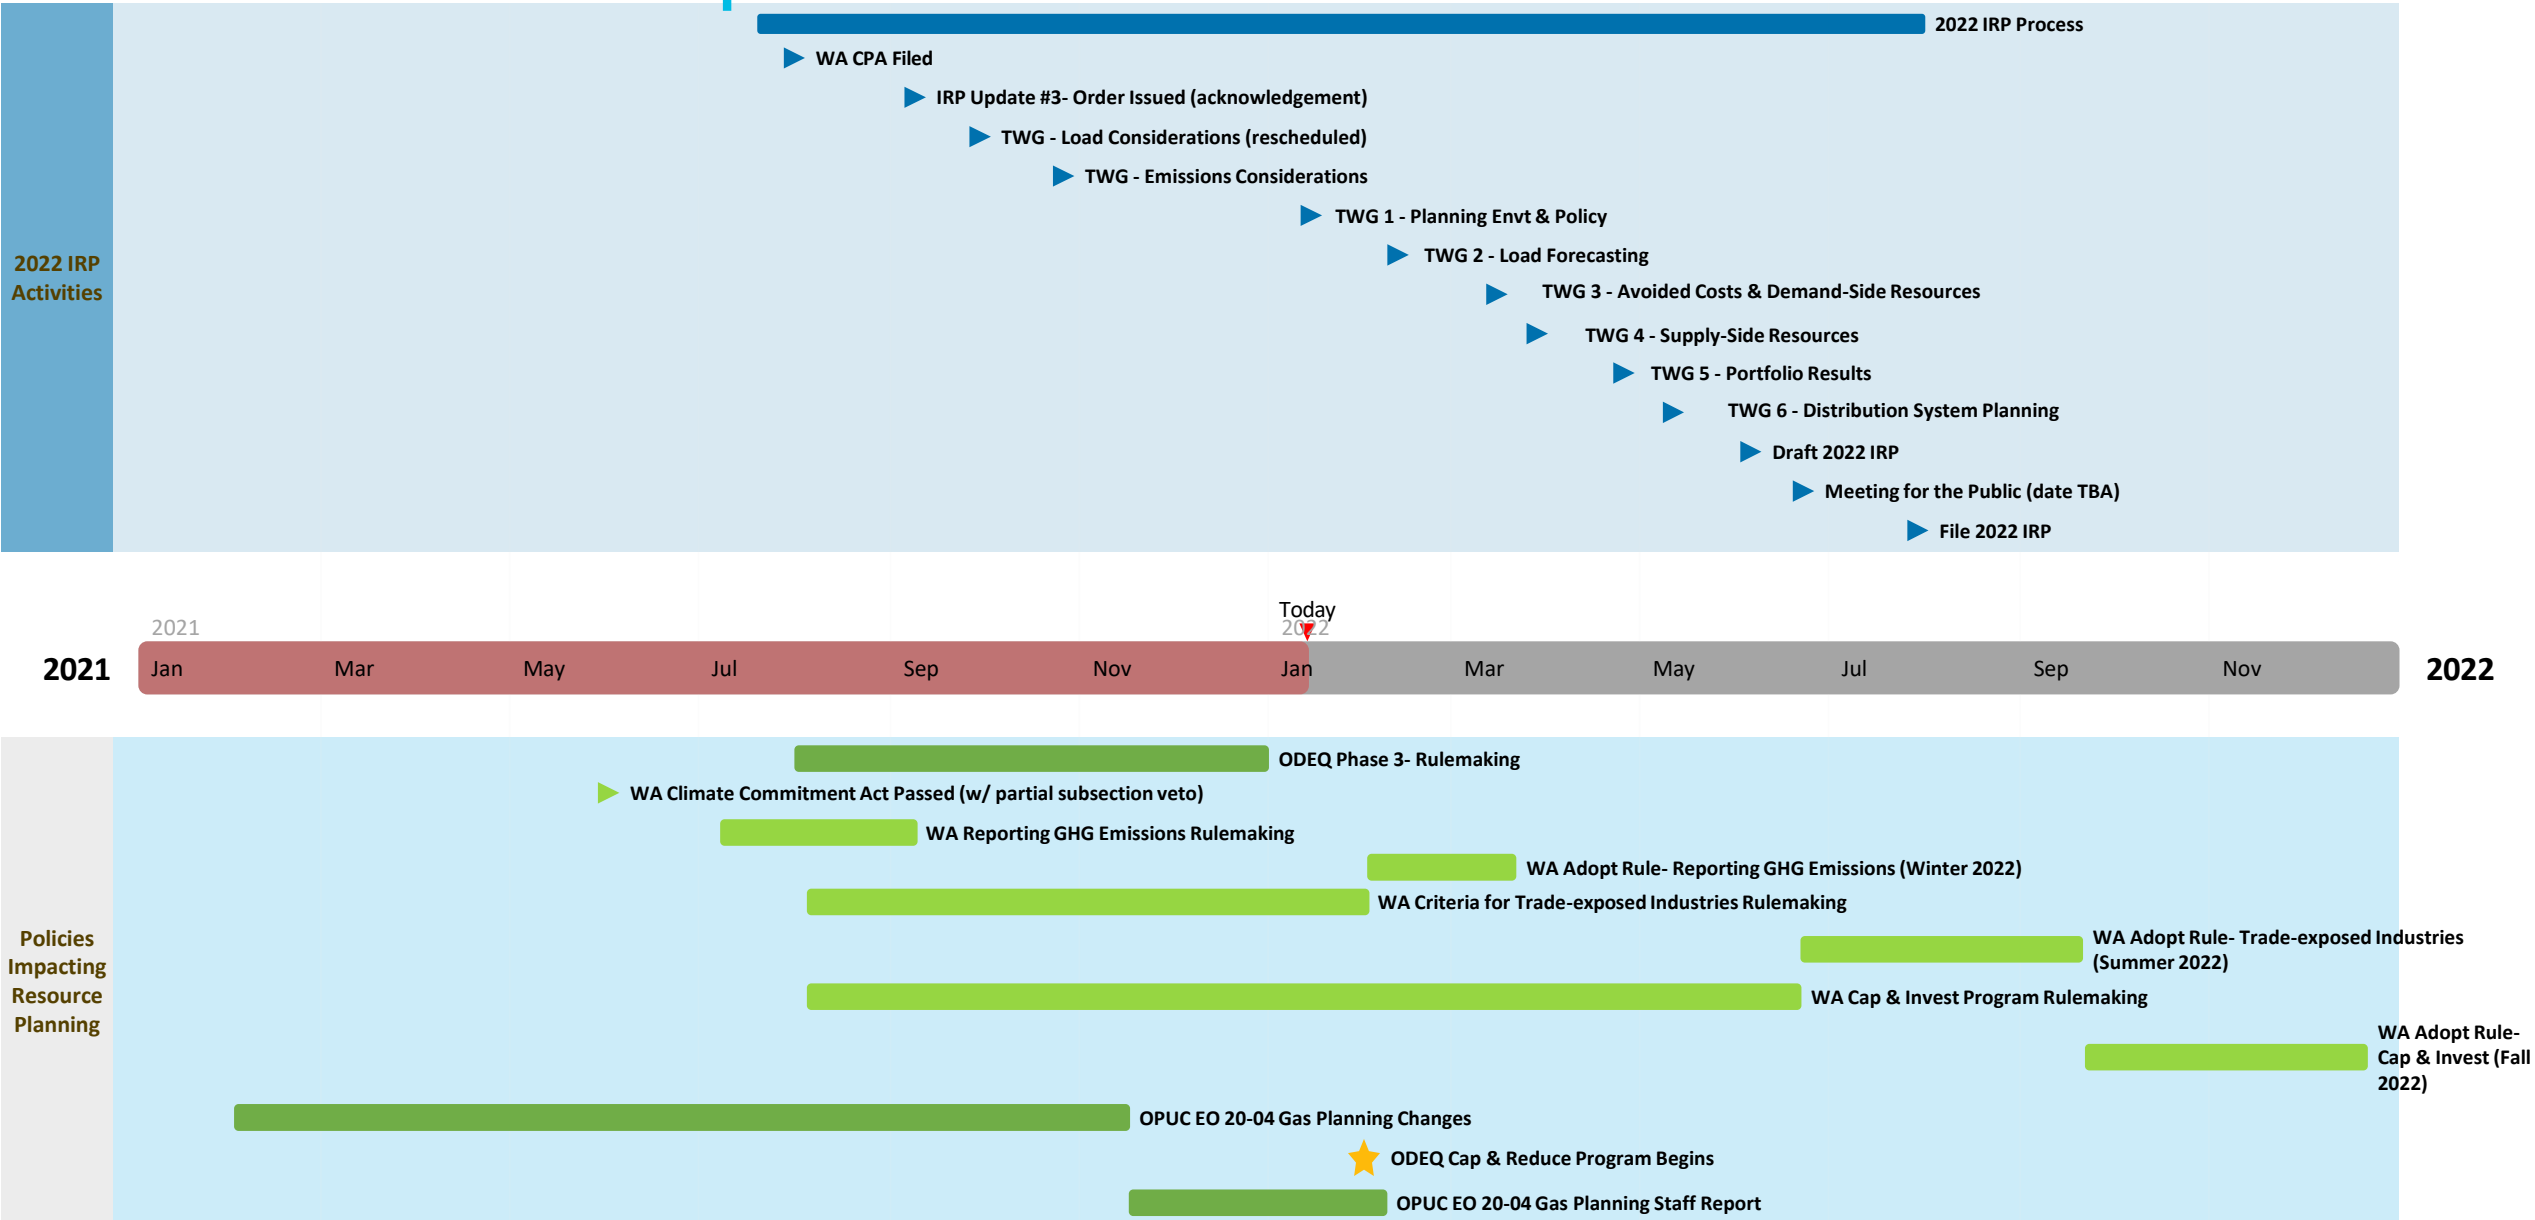 2022 IRP Process
WA CPA Filed
IRP Update #3- Order Issued (acknowledgement)
TWG - Load Considerations (rescheduled)
TWG - Emissions Considerations
TWG 1 - Planning Envt & Policy
TWG 2 - Load Forecasting
2022 IRP
Activities
TWG 3 - Avoided Costs & Demand-Side Resources
TWG 4 - Supply-Side Resources
TWG 5 - Portfolio Results
TWG 6 - Distribution System Planning
Draft 2022 IRP
Meeting for the Public (date TBA)
File 2022 IRP
Today
2021 2022
2021 Jan Mar May Jul Sep Nov Jan Mar May Jul Sep Nov 2022
ODEQ Phase 3- Rulemaking
WA Climate Commitment Act Passed (w/ partial subsection veto)
WA Reporting GHG Emissions Rulemaking
WA Adopt Rule- Reporting GHG Emissions (Winter 2022)
WA Criteria for Trade-exposed Industries Rulemaking
Policies
Impacting
Resource
Planning
WA Adopt Rule- Trade-exposed Industries
(Summer 2022)
WA Cap & Invest Program Rulemaking
WA Adopt Rule-
Cap & Invest (Fall
2022)
OPUC EO 20-04 Gas Planning Changes
ODEQ Cap & Reduce Program Begins
OPUC EO 20-04 Gas Planning Staff Report